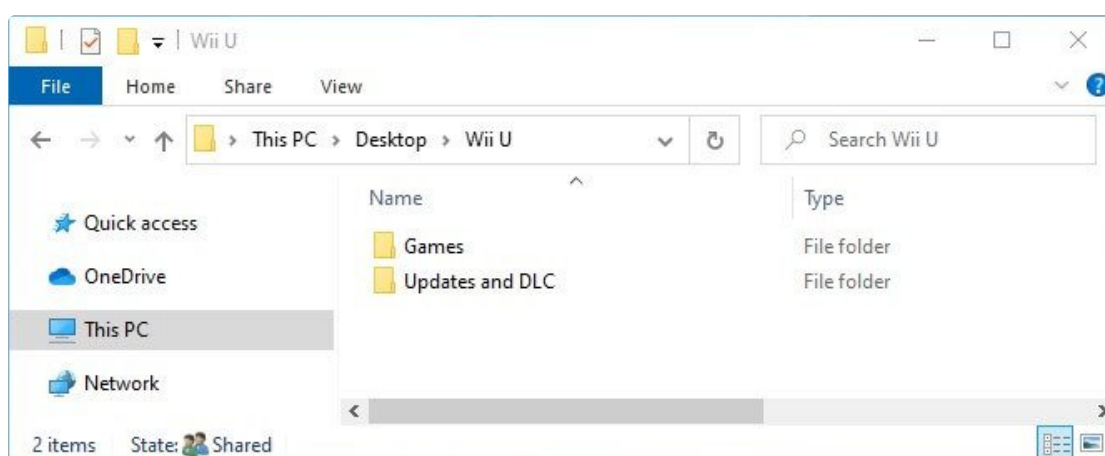 Wii U
File Home Share View
This PC Desktop Wii U Search Wii U
Name Type
Quick access
OneDrive
This PC
Network
Games File folder
Updates and DLC File folder
2 items State: Shared